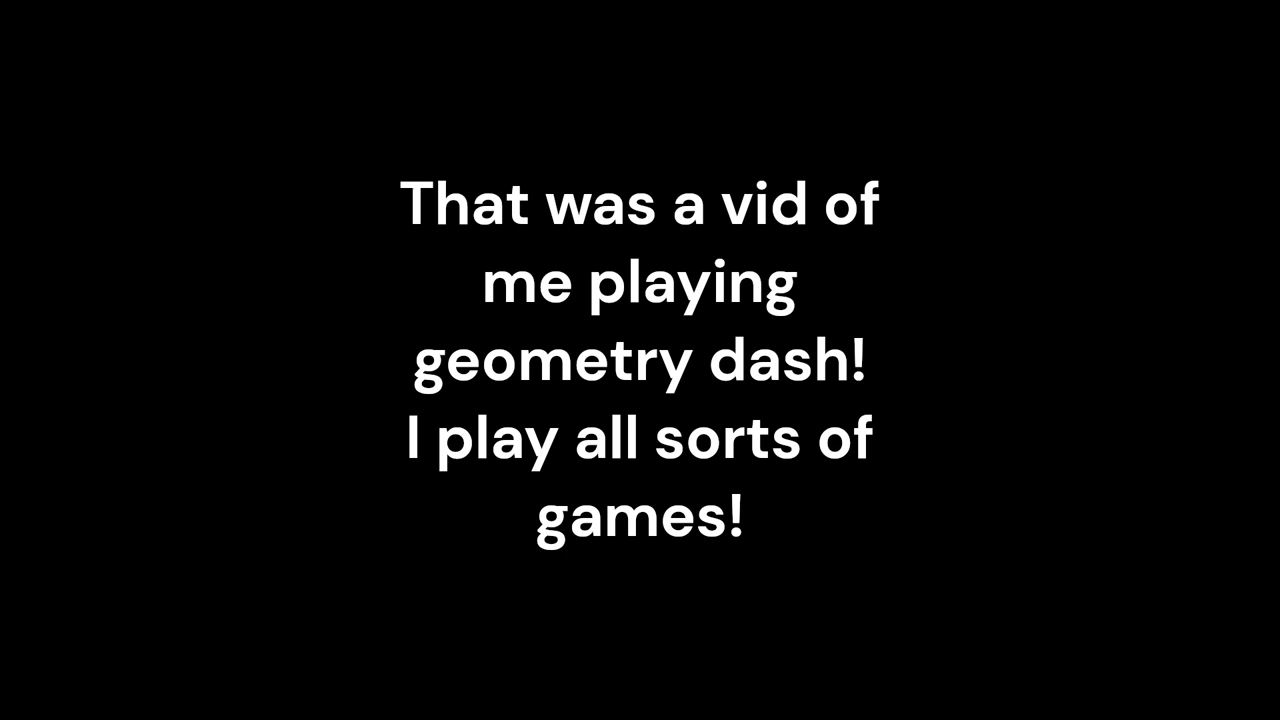 That was a vid of
me playing
geometry dash!
I play all sorts of
games!